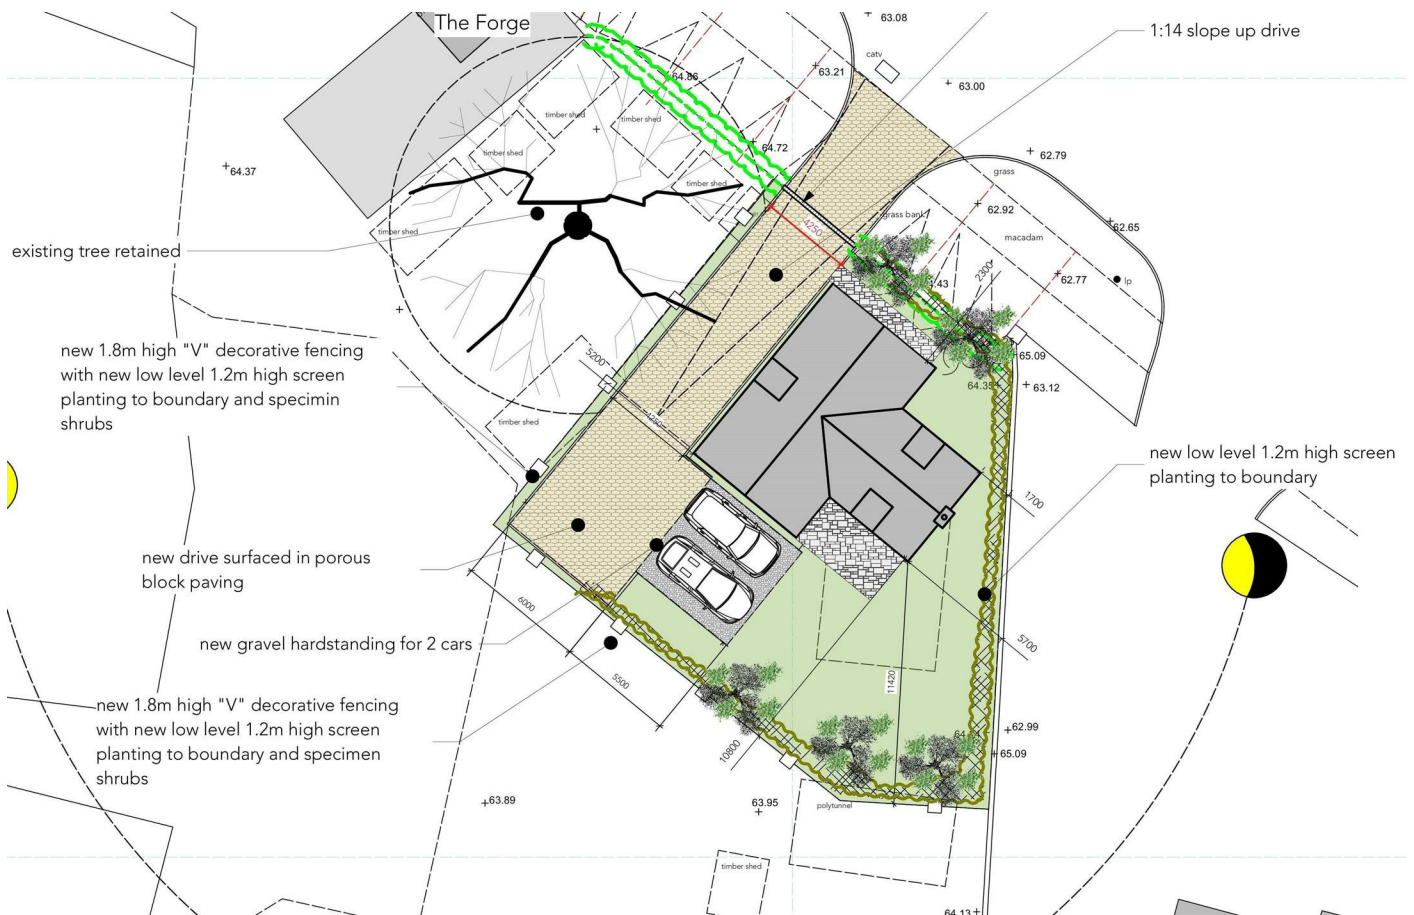 The Forge
63.08
1:14 slope up drive
catv
63.21
64.86
63.00
timber shed
timber shed
64.72
62.79
timber shed
64.37
grass
timber shed
62.92
grass bank
62.65
4250
timber shed
macadam
existing tree retained
2300
62.77
lp
.43
new 1.8m high "V" decorative fencing
with new low level 1.2m high screen
planting to boundary and specimin
shrubs
5200
65.09
64.35
63.12
4250
timber shed
new low level 1.2m high screen
planting to boundary
1700
new drive surfaced in porous
block paving
6000
new gravel hardstanding for 2 cars
5700
5500
11420
new 1.8m high "V" decorative fencing
with new low level 1.2m high screen
planting to boundary and specimen
shrubs
62.99
10800
65.09
63.89
63.95
polytunnel
timber shed
64.13